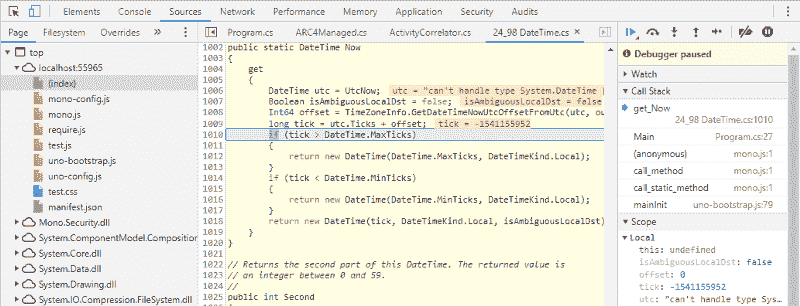 Elements Console Sources Network Performance Memory Application Security Audits
Page Filesystem Overrides »
Program.cs ARC4Managed.cs ActivityCorrelator.cs 24_98 DateTime.cs ×
top
localhost:55965
(index)
mono-config.js
mono.js
require.js
test.js
uno-bootstrap.js
uno-config.js
test.css
manifest.json
Mono.Security.dll
System.ComponentModel.Composition
System.Core.dll
System.Data.dll
System.Drawing.dll
System.IO.Compression.FileSystem.dll
1002 public static DateTime Now
1003 {
1004 get
1005 {
1006 DateTime utc = UtcNow; utc = "can't handle type System.DateTime
1007 Boolean isAmbiguousLocalDst = false; isAmbiguousLocalDst = false
1008 Int64 offset = TimeZoneInfo.GetDateTimeNowUtcOffsetFromUtc(utc, ou
1009 long tick = utc.Ticks + offset; tick = -1541155952
1010 if (tick > DateTime.MaxTicks)
1011 {
1012 return new DateTime(DateTime.MaxTicks, DateTimeKind.Local);
1013 }
1014 if (tick < DateTime.MinTicks)
1015 {
1016 return new DateTime(DateTime.MinTicks, DateTimeKind.Local);
1017 }
1018 return new DateTime(tick, DateTimeKind.Local, isAmbiguousLocalDst)
1019 }
1020 }
1021
1022 // Returns the second part of this DateTime. The returned value is
1023 // an integer between 0 and 59.
1024 //
1025 public int Second
Debugger paused
Watch
Call Stack
get_Now
24_98 DateTime.cs:1010
Main Program.cs:27
(anonymous) mono.js:1
call_method mono.js:1
call_static_method mono.js:1
mainInit uno-bootstrap.js:79
Scope
Local
this: undefined
isAmbiguousLocalDst: false
offset: 0
tick: -1541155952
utc: "can't handle type Sys…